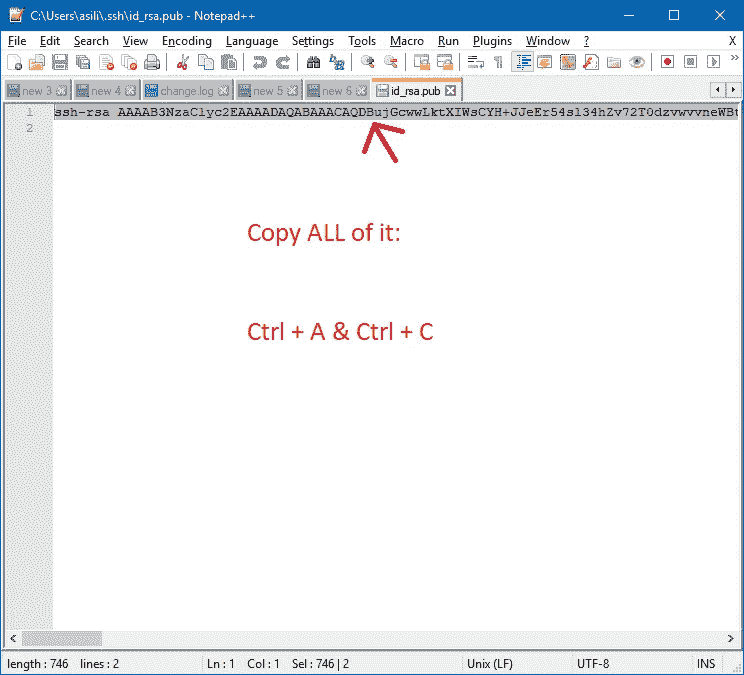 C:\Users\asili\.ssh\id_rsa.pub - Notepad++
File Edit Search View Encoding Language Settings Tools Macro Run Plugins Window ? X
new 3 new 4 change.log new 5 new 6 id_rsa.pub
1 ssh-rsa AAAAB3NzaC1yc2EAAAADAQABAAACAQDBujGcwwLktXIWsCYH+JJeEr54sl34hZv72T0dzvwvvneWBt
2
Copy ALL of it:
Ctrl + A & Ctrl + C
length : 746 lines : 2 Ln : 1 Col : 1 Sel : 746 | 2 Unix (LF) UTF-8 INS